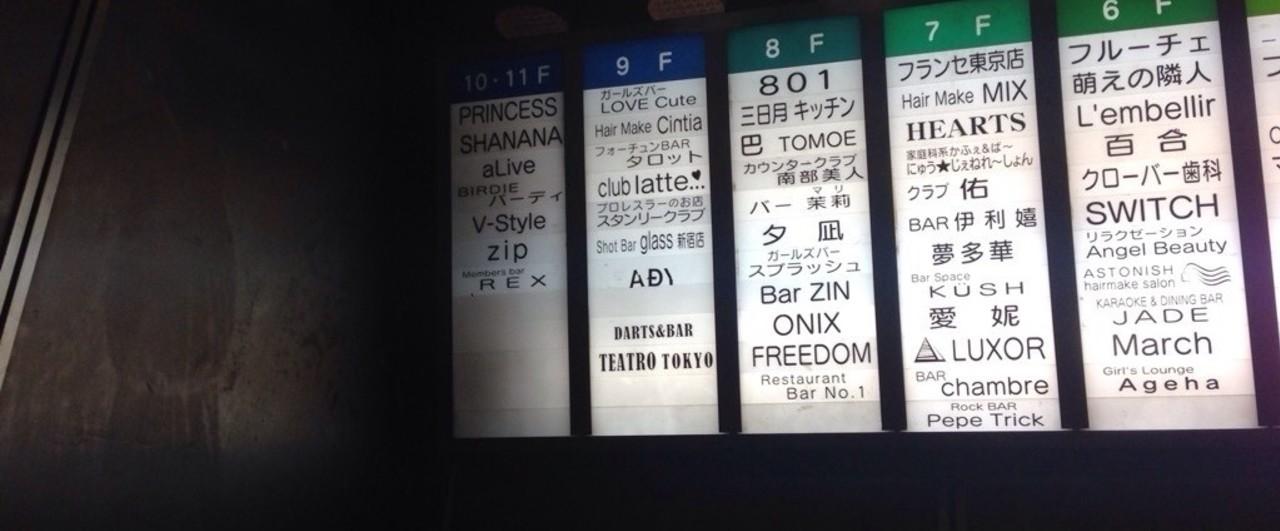 10・11F
PRINCESS
SHANANA
aLive
BIRDIE
バーディ
V-Style
zip
Members bar
REX
9 F
ガールズバー
LOVE Cute
Hair Make Cintia
フォーチュンBAR
タロット
club latte♥...
プロレスラーのお店
スタンリークラブ
Shot Bar glass 新宿店
DARTS&BAR
TEATRO TOKYO
8 F
801
三日月 キッチン
巴 TOMOE
カウンタークラブ
南部美人
マリ
バー 茉莉
夕 凪
ガールズバー
スプラッシュ
Bar ZIN
ONIX
FREEDOM
Restaurant
Bar No.1
7 F
フランセ東京店
Hair Make MIX
HEARTS
家庭科系かふぇ&ば〜
にゅう★じぇねれ〜しょん
クラブ 佑
BAR 伊利嬉
夢多華
Bar Space
KÜSH
愛 妮
LUXOR
BAR
chambre
Rock BAR
Pepe Trick
6 F
フルーチェ
萌えの隣人
L'embellir
百合
クローバー歯科
SWITCH
リラクゼーション
Angel Beauty
ASTONISH
hairmake salon
KARAOKE & DINING BAR
JADE
March
Girl's Lounge
Ageha